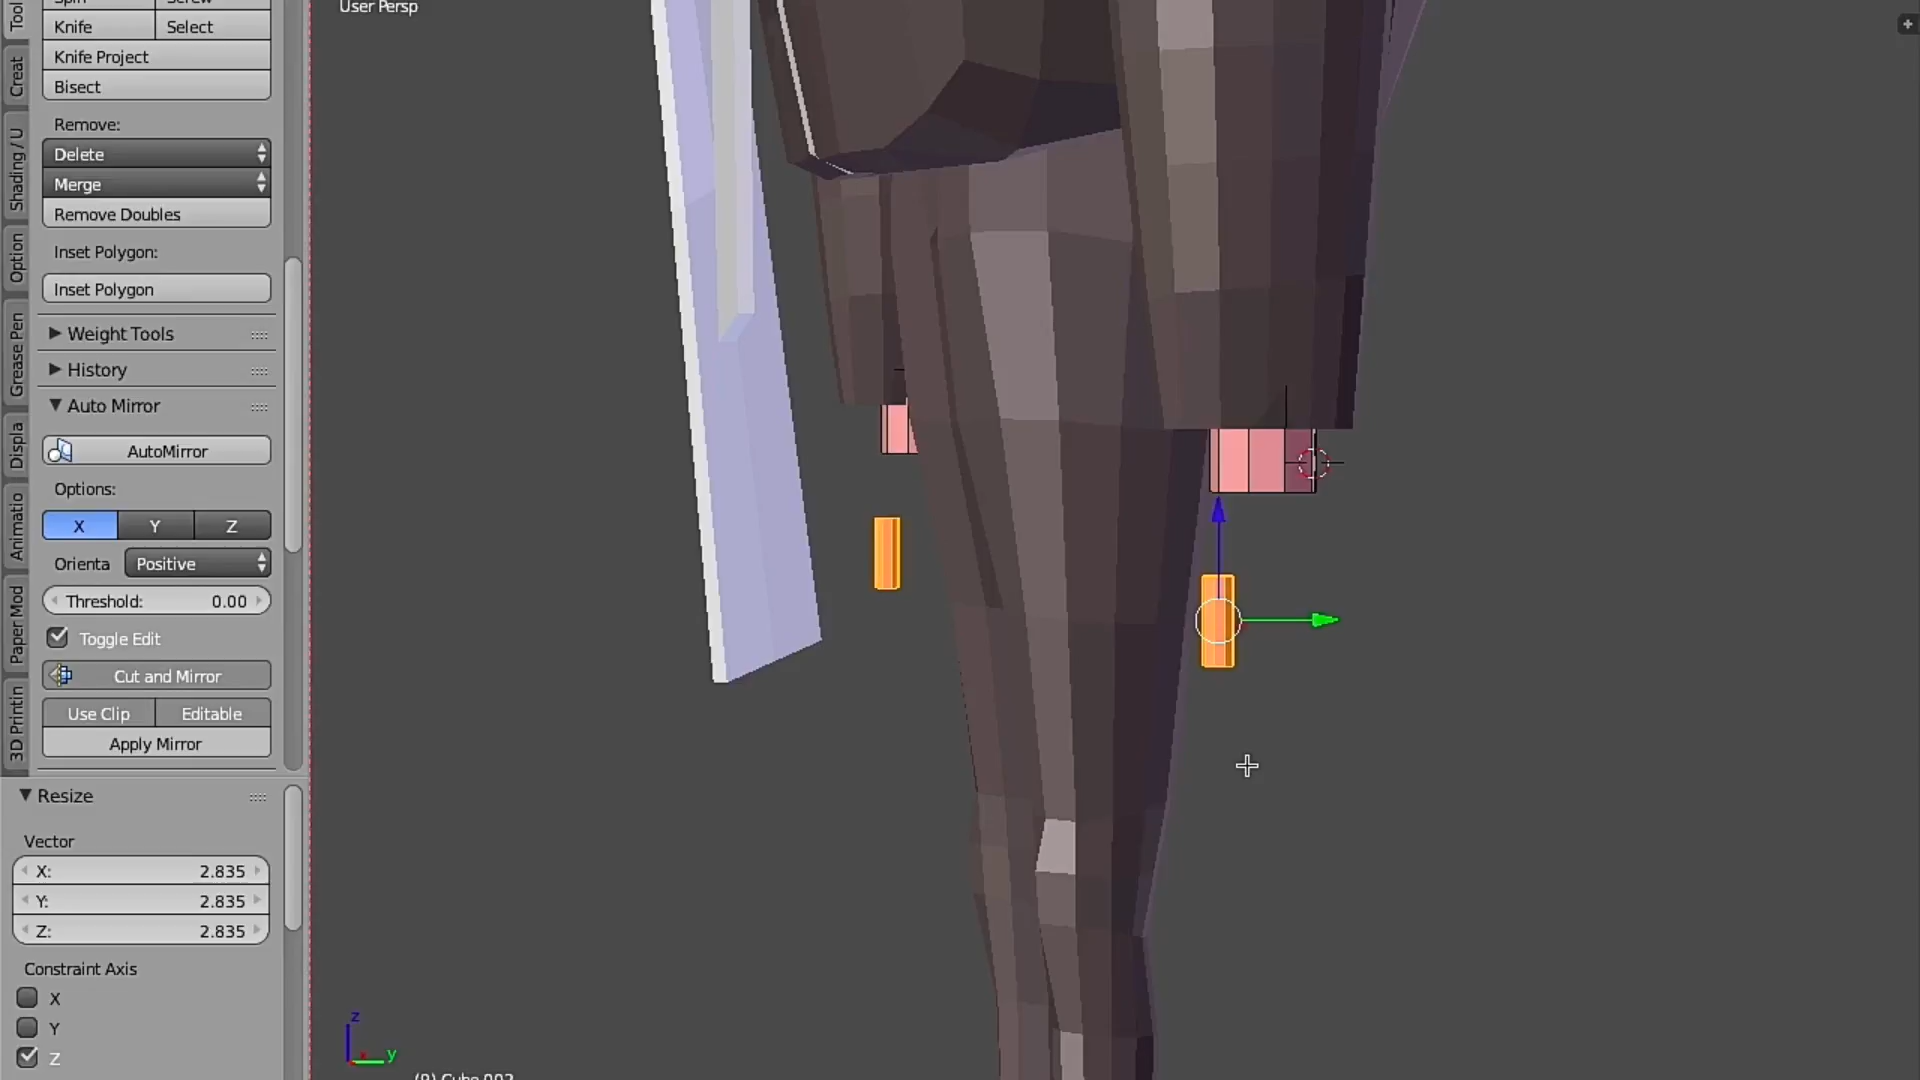 User Persp
Knife Select
Knife Project
Bisect
Remove:
Delete
Merge
Remove Doubles
Inset Polygon:
Inset Polygon
Weight Tools
History
Auto Mirror
AutoMirror
Options:
X Y Z
Orienta Positive
Threshold: 0.00
Toggle Edit
Cut and Mirror
Use Clip Editable
Apply Mirror
Resize
Vector
X: 2.835
Y: 2.835
Z: 2.835
Constraint Axis
X
Y
Z
Tool
Creat
Shading / U
Option
Grease Pen
Displa
Animatio
Paper Mod
3D Printin
z
y